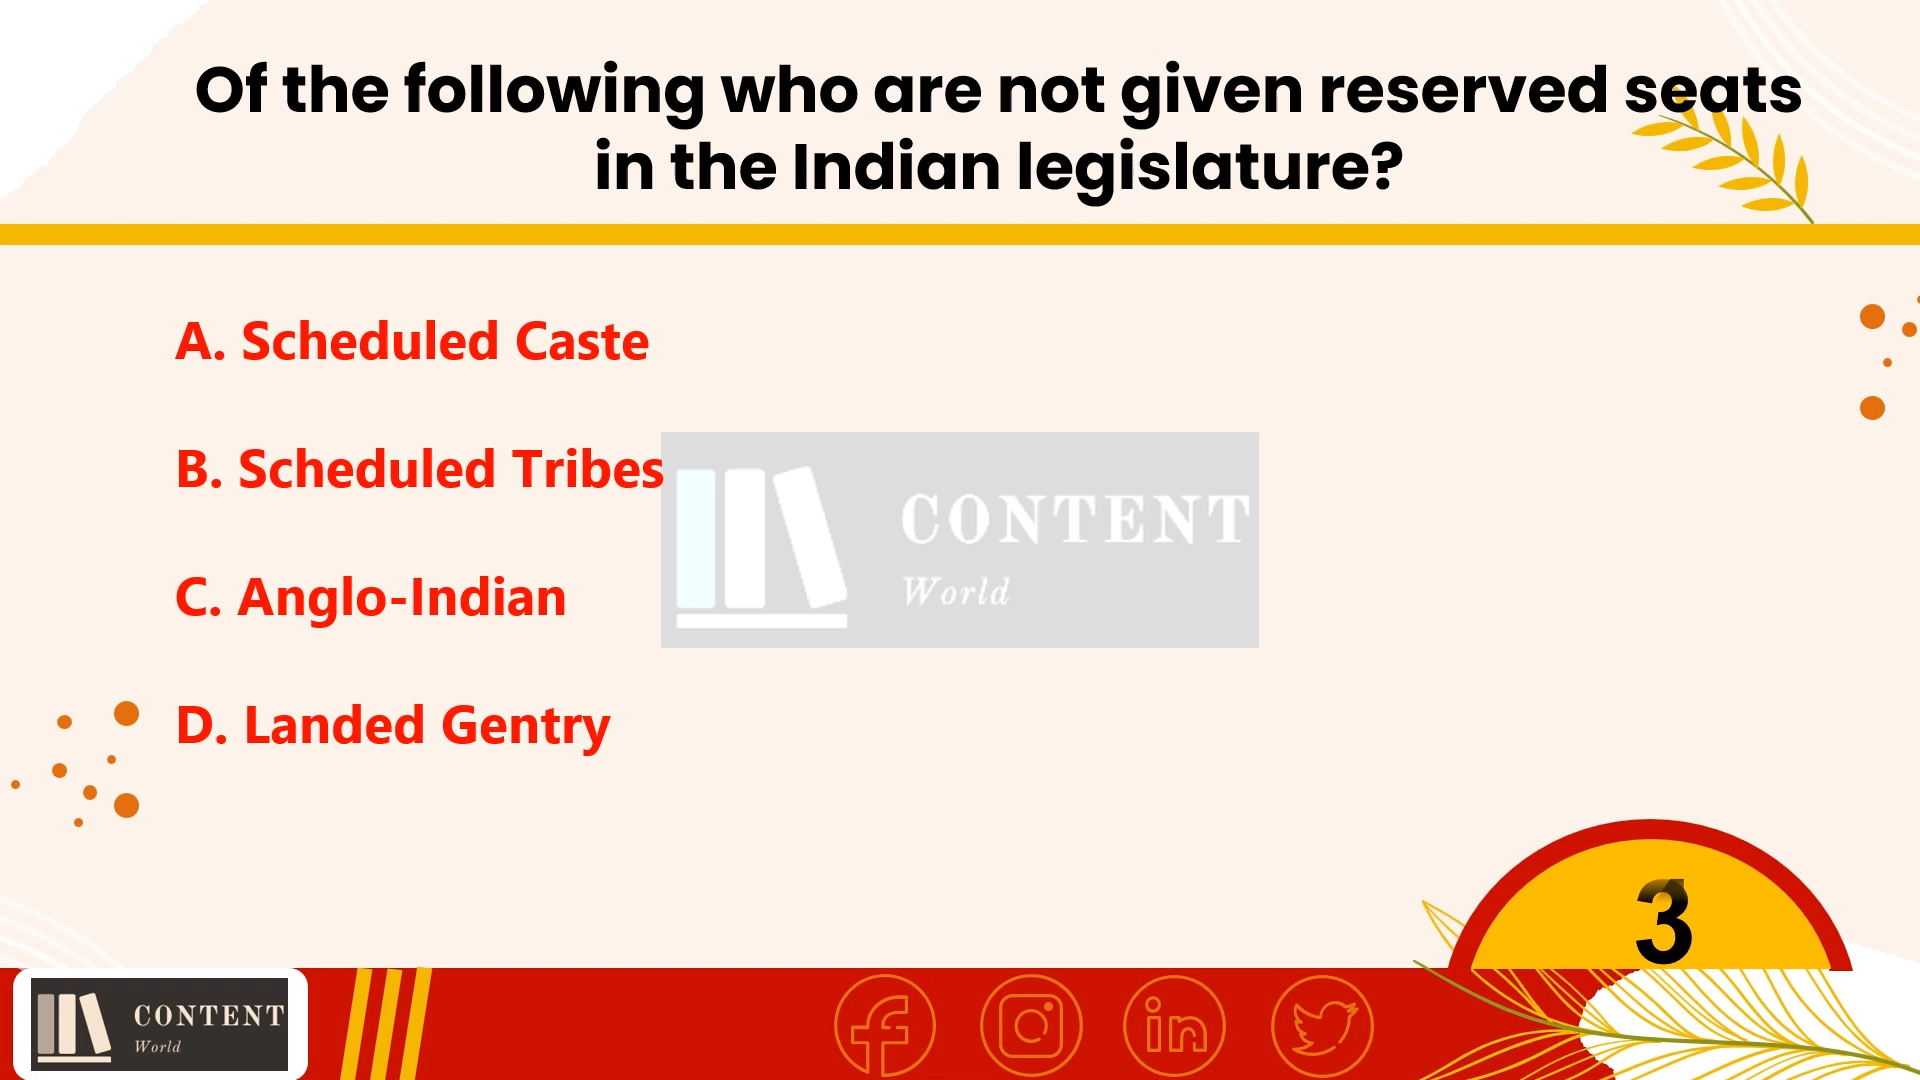 Of the following who are not given reserved seats
in the Indian legislature?
A. Scheduled Caste
B. Scheduled Tribes
C. Anglo-Indian
D. Landed Gentry
CONTENT
World
3
CONTENT
World